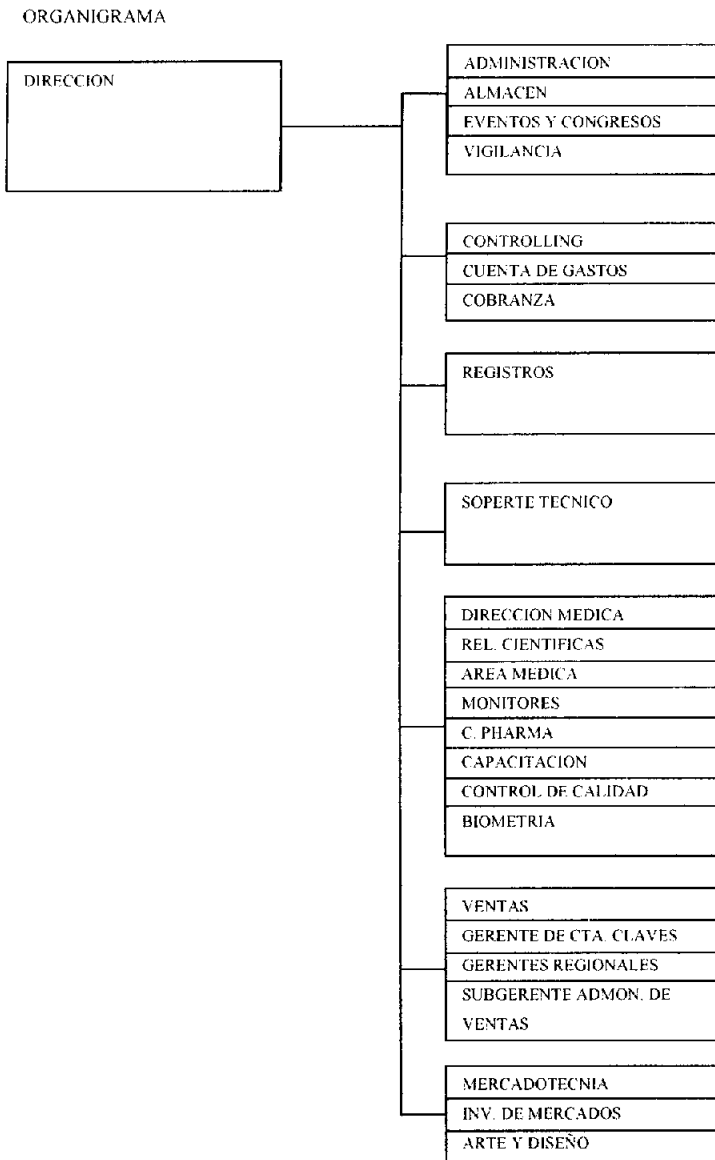 ORGANIGRAMA
DIRECCION
ADMINISTRACION
ALMACEN
EVENTOS Y CONGRESOS
VIGILANCIA
CONTROLLING
CUENTA DE GASTOS
COBRANZA
REGISTROS
SOPERTE TECNICO
DIRECCION MEDICA
REL. CIENTIFICAS
AREA MEDICA
MONITORES
C. PHARMA
CAPACITACION
CONTROL DE CALIDAD
BIOMETRIA
VENTAS
GERENTE DE CTA. CLAVES
GERENTES REGIONALES
SUBGERENTE ADMON. DE
VENTAS
MERCADOTECNIA
INV. DE MERCADOS
ARTE Y DISEÑO